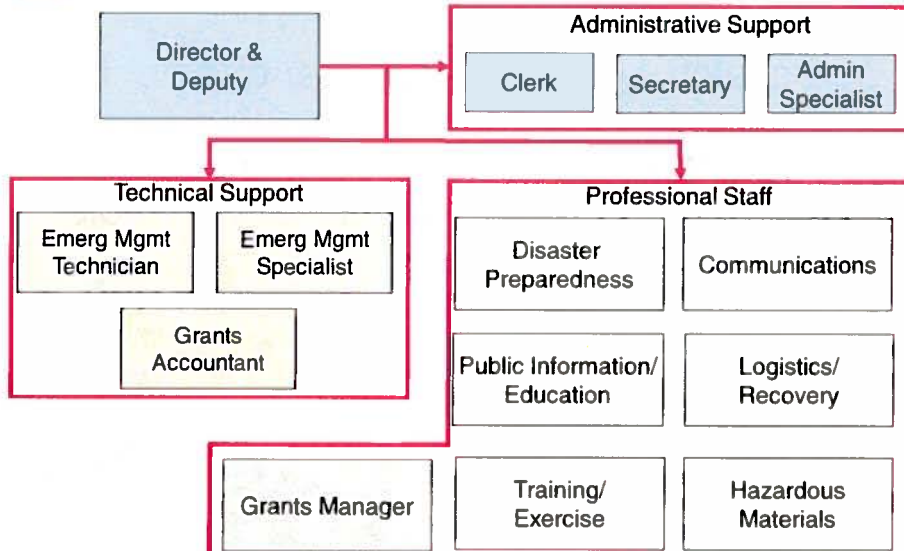 Director &
Deputy
Administrative Support
Clerk
Secretary
Admin
Specialist
Technical Support
Emerg Mgmt
Technician
Emerg Mgmt
Specialist
Grants
Accountant
Professional Staff
Disaster
Preparedness
Communications
Public Information/
Education
Logistics/
Recovery
Grants Manager
Training/
Exercise
Hazardous
Materials